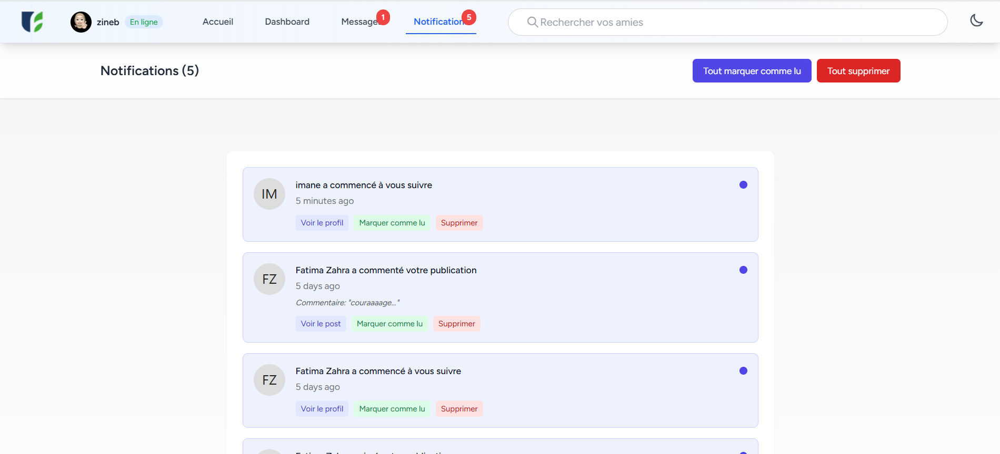 zineb En ligne Accueil Dashboard Message 1 Notification 5 Rechercher vos amies
Notifications (5) Tout marquer comme lu Tout supprimer
IM imane a commencé à vous suivre
5 minutes ago
Voir le profil Marquer comme lu Supprimer
FZ Fatima Zahra a commenté votre publication
5 days ago
Commentaire: "couraaaage..."
Voir le post Marquer comme lu Supprimer
FZ Fatima Zahra a commencé à vous suivre
5 days ago
Voir le profil Marquer comme lu Supprimer